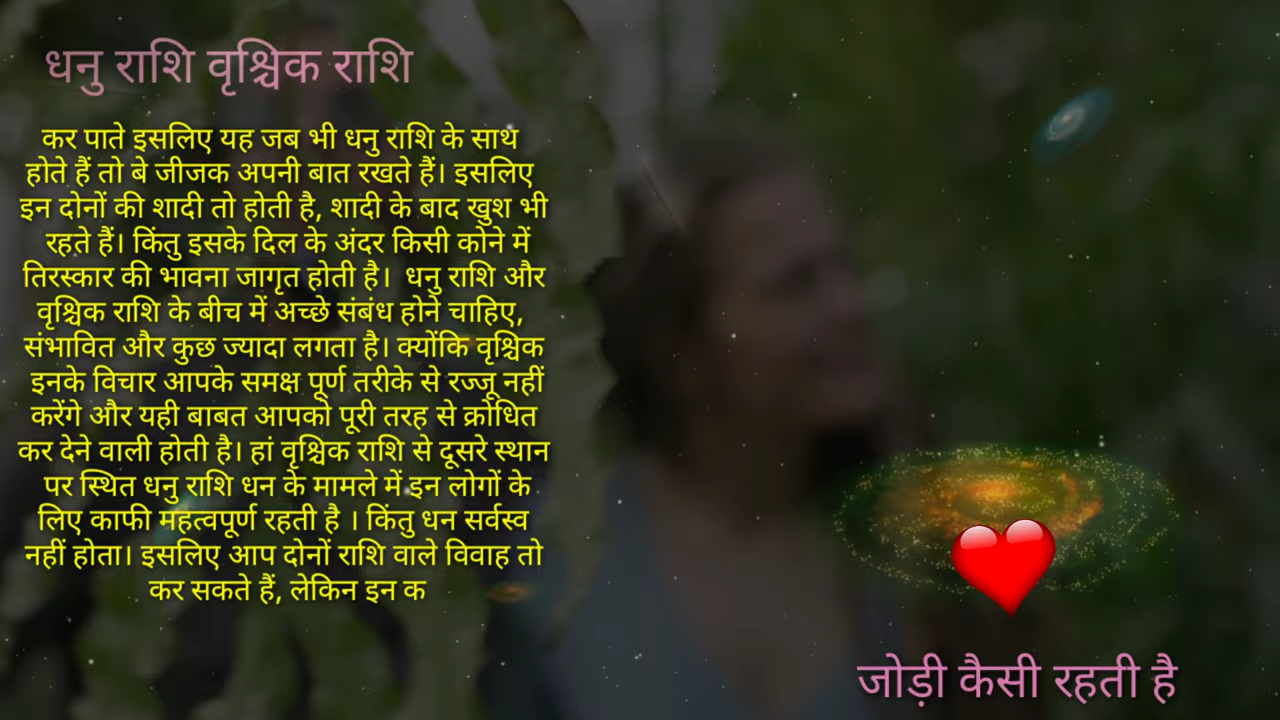 धनु राशि वृश्चिक राशि
कर पाते इसलिए यह जब भी धनु राशि के साथ
होते हैं तो बे जीजक अपनी बात रखते हैं। इसलिए
इन दोनों की शादी तो होती है, शादी के बाद खुश भी
रहते हैं। किंतु इसके दिल के अंदर किसी कोने में
तिरस्कार की भावना जागृत होती है। धनु राशि और
वृश्चिक राशि के बीच में अच्छे संबंध होने चाहिए,
संभावित और कुछ ज्यादा लगता है। क्योंकि वृश्चिक
इनके विचार आपके समक्ष पूर्ण तरीके से रज्जू नहीं
करेंगे और यही बाबत आपको पूरी तरह से क्रोधित
कर देने वाली होती है। हां वृश्चिक राशि से दूसरे स्थान
पर स्थित धनु राशि धन के मामले में इन लोगों के
लिए काफी महत्वपूर्ण रहती है । किंतु धन सर्वस्व
नहीं होता। इसलिए आप दोनों राशि वाले विवाह तो
कर सकते हैं, लेकिन इन क
जोड़ी कैसी रहती है